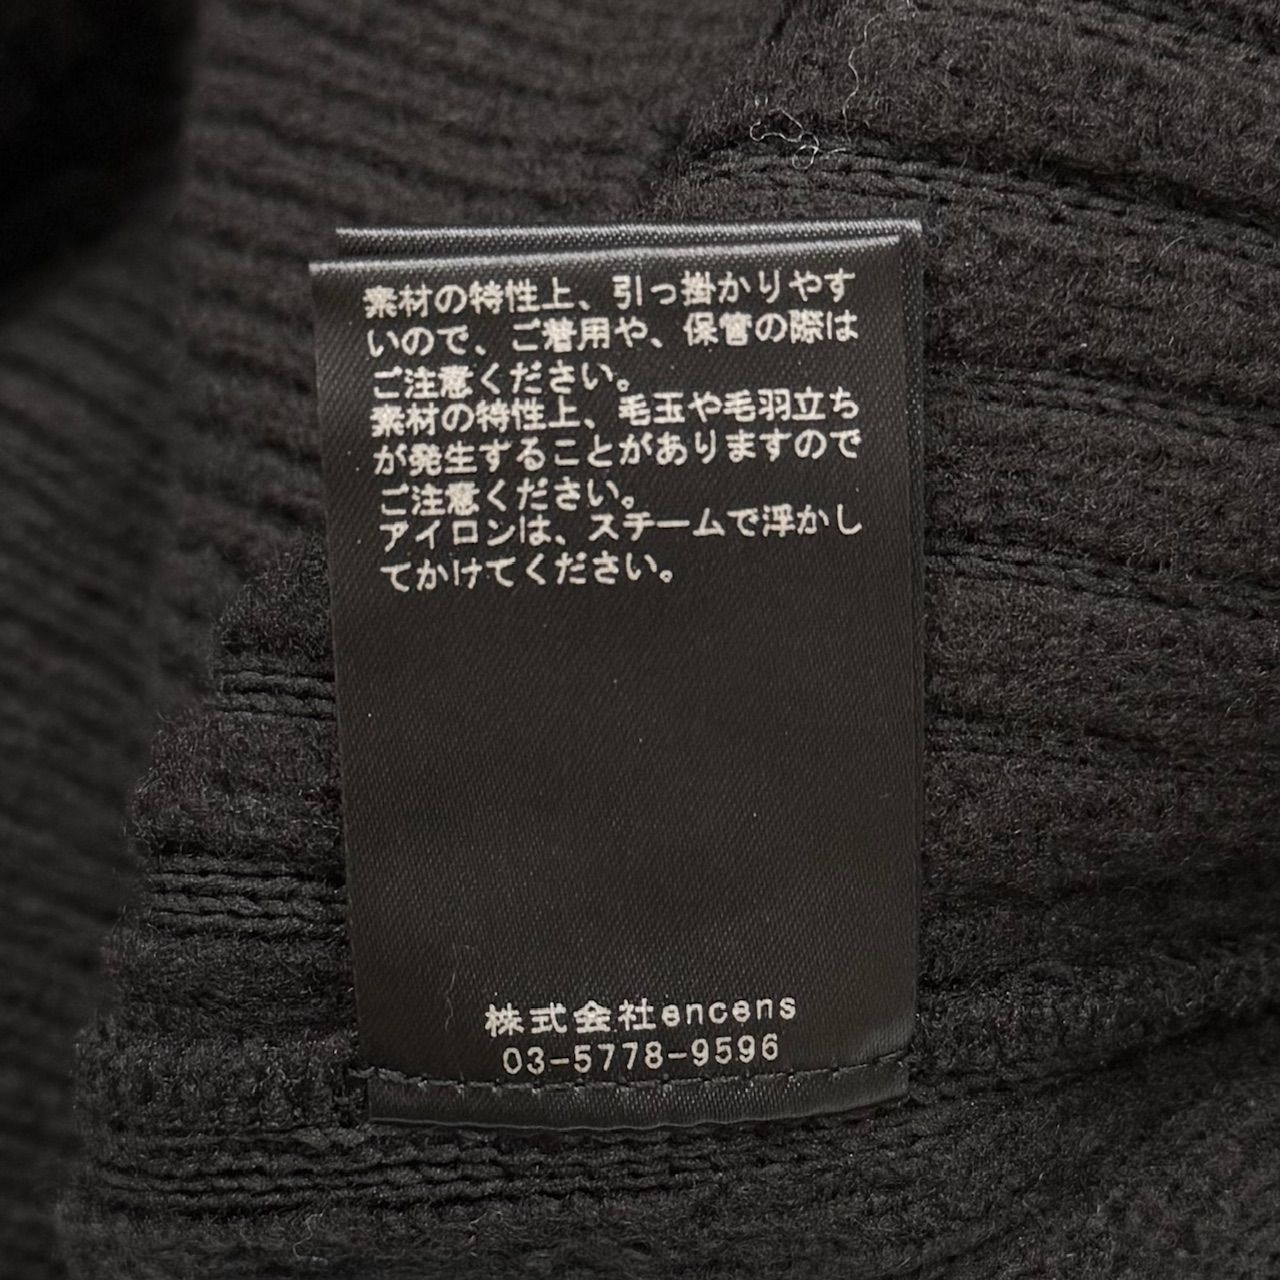 素材の特性上、引っ掛かりやす
いので、ご着用や、保管の際は
ご注意ください。
素材の特性上、毛玉や毛羽立ち
が発生することがありますので
ご注意ください。
アイロンは、スチームで浮かし
てかけてください。
株式会社encens
03-5778-9596